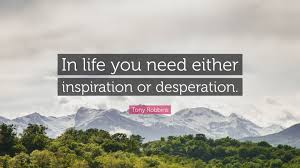 In life you need either
inspiration or desperation.
Tony Robbins